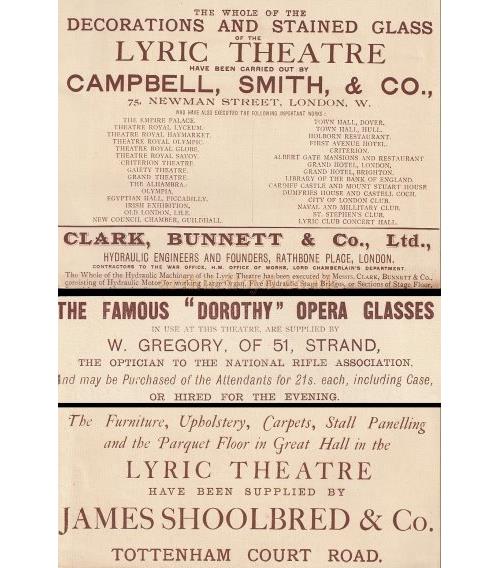 THE WHOLE OF THE
DECORATIONS AND STAINED GLASS
OF THE
LYRIC THEATRE
HAVE BEEN CARRIED OUT BY
CAMPBELL, SMITH, & CO.,
75, NEWMAN STREET, LONDON, W.
WHO HAVE ALSO EXECUTED THE FOLLOWING IMPORTANT WORKS:
THE EMPIRE PALACE.
THEATRE ROYAL LYCEUM.
THEATRE ROYAL HAYMARKET.
THEATRE ROYAL OLYMPIC.
THEATRE ROYAL GLOBE.
THEATRE ROYAL SAVOY.
CRITERION THEATRE.
GAIETY THEATRE.
GRAND THEATRE.
THE ALHAMBRA.
OLYMPIA.
EGYPTIAN HALL, PICCADILLY.
IRISH EXHIBITION.
OLD LONDON, LILE.
NEW COUNCIL CHAMBER, GUILDHALL.
TOWN HALL, DOVER.
TOWN HALL, HULL.
HOLBORN RESTAURANT.
FIRST AVENUE HOTEL.
CRITERION.
ALBERT GATE MANSIONS AND RESTAURANT
GRAND HOTEL, LONDON.
GRAND HOTEL, BRIGHTON.
LIBRARY OF THE BANK OF ENGLAND.
CARDIFF CASTLE AND MOUNT STUART HOUSE
DUMFRIES HOUSE AND CASTELL COCH.
CITY OF LONDON CLUB.
NAVAL AND MILITARY CLUB.
ST. STEPHEN'S CLUB.
LYRIC CLUB CONCERT HALL.
CLARK, BUNNETT & Co., Ltd.,
HYDRAULIC ENGINEERS AND FOUNDERS, RATHBONE PLACE, LONDON.
CONTRACTORS TO THE WAR OFFICE, H.M. OFFICE OF WORKS, LORD CHAMBERLAIN'S DEPARTMENT.
The Whole of the Hydraulic Machinery of the Lyric Theatre has been executed by Messrs. CLARK, BUNNETT & Co.,
consisting of Hydraulic Motor for working Large Organ, Five Hydraulic Stage Bridges, or Sections of Stage Floor,
THE FAMOUS "DOROTHY" OPERA GLASSES
IN USE AT THIS THEATRE, ARE SUPPLIED BY
W. GREGORY, OF 51, STRAND,
THE OPTICIAN TO THE NATIONAL RIFLE ASSOCIATION.
And may be Purchased of the Attendants for 21s. each, including Case,
OR HIRED FOR THE EVENING.
The Furniture, Upholstery, Carpets, Stall Panelling
and the Parquet Floor in Great Hall in the
LYRIC THEATRE
HAVE BEEN SUPPLIED BY
JAMES SHOOLBRED & Co.
TOTTENHAM COURT ROAD.